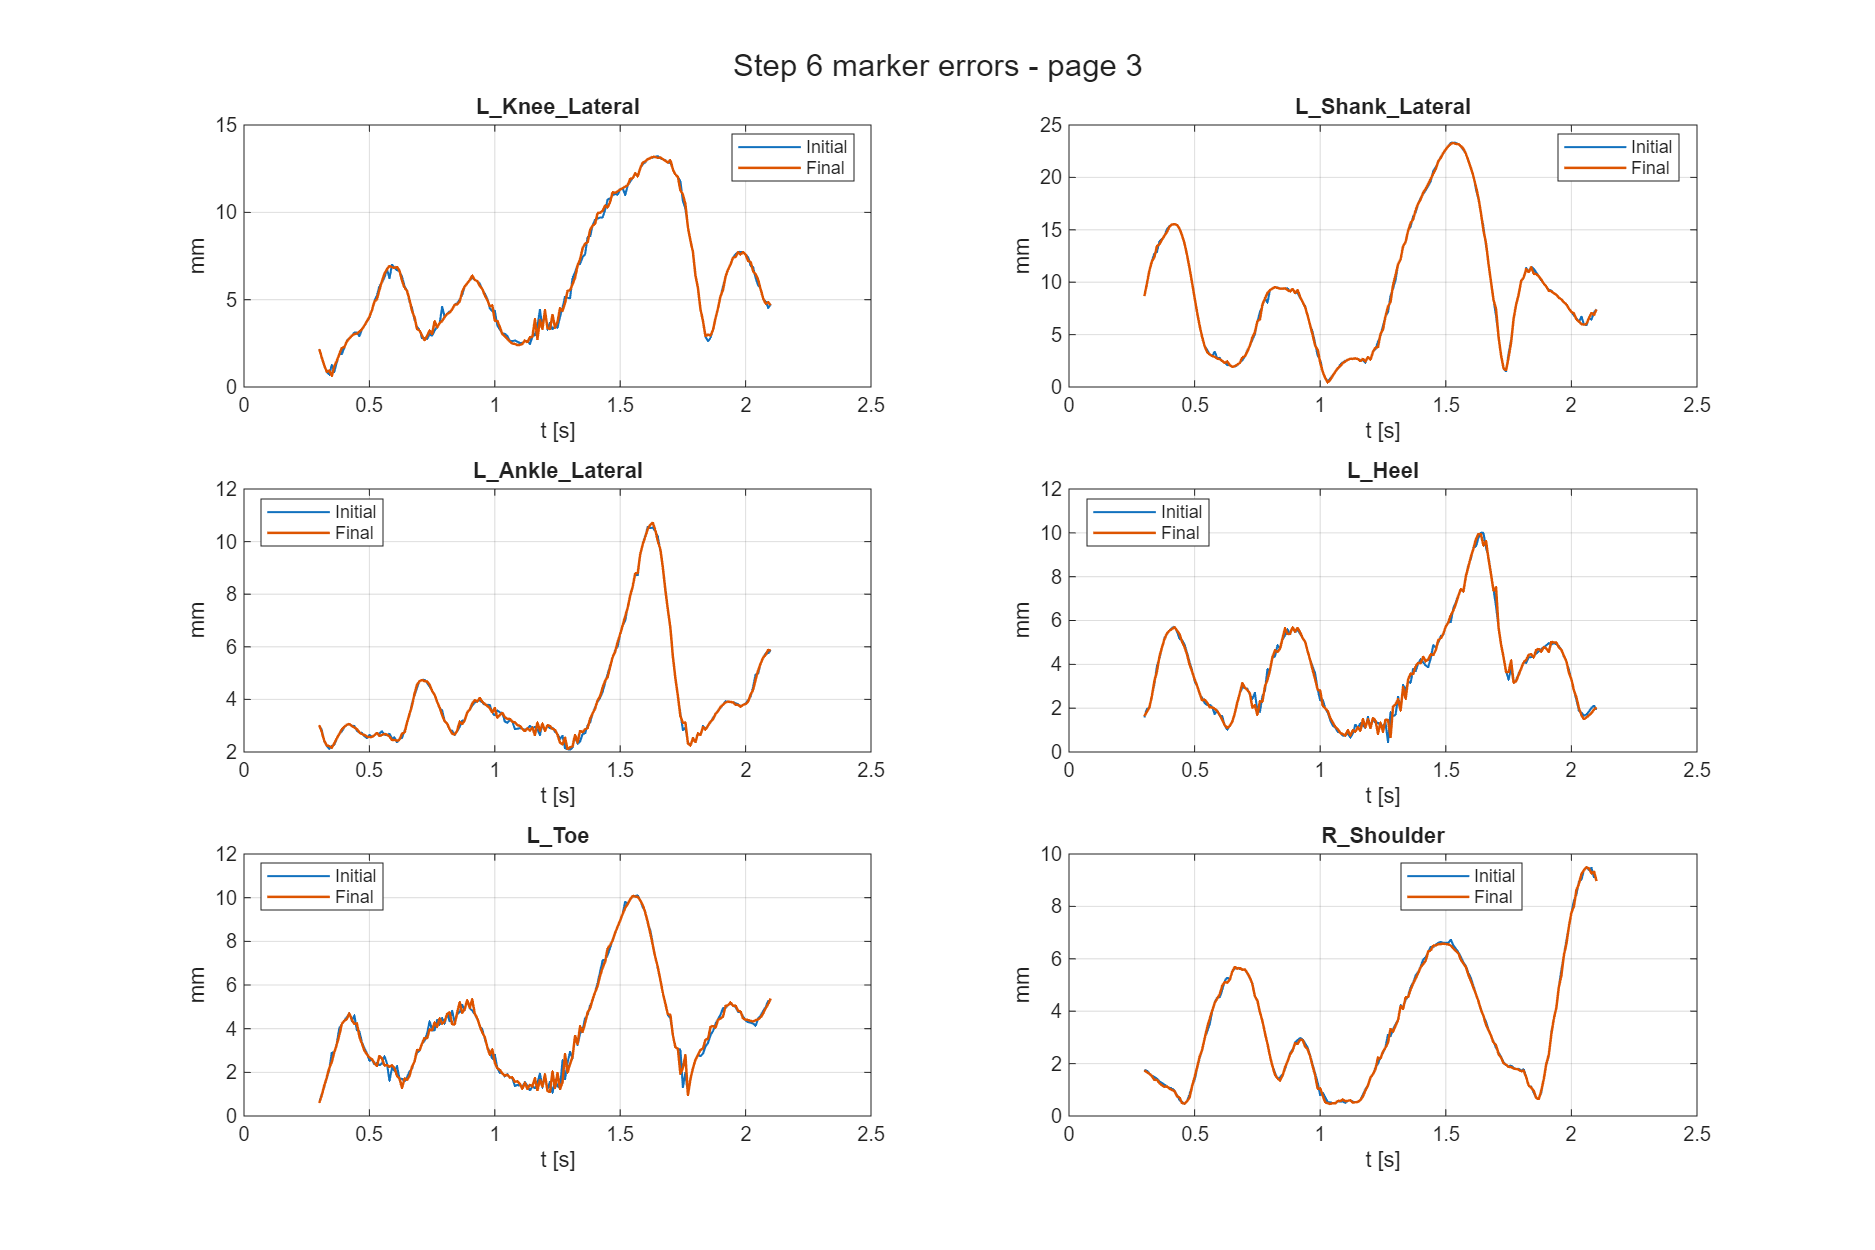 Step 6 marker errors - page 3
L_Knee_Lateral
15
10
5
0
mm
0 0.5 1 1.5 2 2.5
t [s]
Initial
Final
L_Shank_Lateral
25
20
15
10
5
0
mm
0 0.5 1 1.5 2 2.5
t [s]
Initial
Final
L_Ankle_Lateral
12
10
8
6
4
2
mm
0 0.5 1 1.5 2 2.5
t [s]
Initial
Final
L_Heel
12
10
8
6
4
2
0
mm
0 0.5 1 1.5 2 2.5
t [s]
Initial
Final
L_Toe
12
10
8
6
4
2
0
mm
0 0.5 1 1.5 2 2.5
t [s]
Initial
Final
R_Shoulder
10
8
6
4
2
0
mm
0 0.5 1 1.5 2 2.5
t [s]
Initial
Final